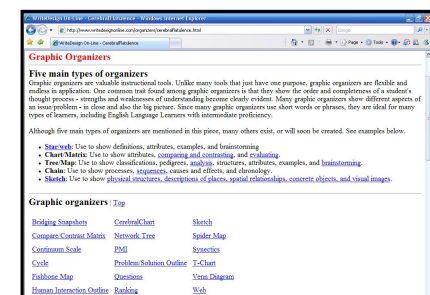 WriteDesign On-Line - CerebralFlatulence - Windows Internet Explorer
http://www.writedesignonline.com/organizers/cerebralflatulence.html
Google
WriteDesign On-Line - CerebralFlatulence
Page
Tools
Graphic Organizers
Five main types of organizers
Graphic organizers are valuable instructional tools. Unlike many tools that just have one purpose, graphic organizers are flexible and
endless in application. One common trait found among graphic organizers is that they show the order and completeness of a student's
thought process - strengths and weaknesses of understanding become clearly evident. Many graphic organizers show different aspects of
an issue/problem - in close and also the big picture. Since many graphic organizers use short words or phrases, they are ideal for many
types of learners, including English Language Learners with intermediate proficiency.
Although five main types of organizers are mentioned in this piece, many others exist, or will soon be created. See examples below.
• Star/web: Use to show definitions, attributes, examples, and brainstorming
• Chart/Matrix: Use to show attributes, comparing and contrasting, and evaluating.
• Tree/Map: Use to show classifications, pedigrees, analysis, structures, attributes, examples, and brainstorming.
• Chain: Use to show processes, sequences, causes and effects, and chronology.
• Sketch: Use to show physical structures, descriptions of places, spatial relationships, concrete objects, and visual images.
Graphic organizers | Top
Bridging Snapshots CerebralChart Sketch
Compare/Contrast Matrix Network Tree Spider Map
Continuum Scale PMI Synectics
Cycle Problem/Solution Outline T-Chart
Fishbone Map Questions Venn Diagram
Human Interaction Outline Ranking Web